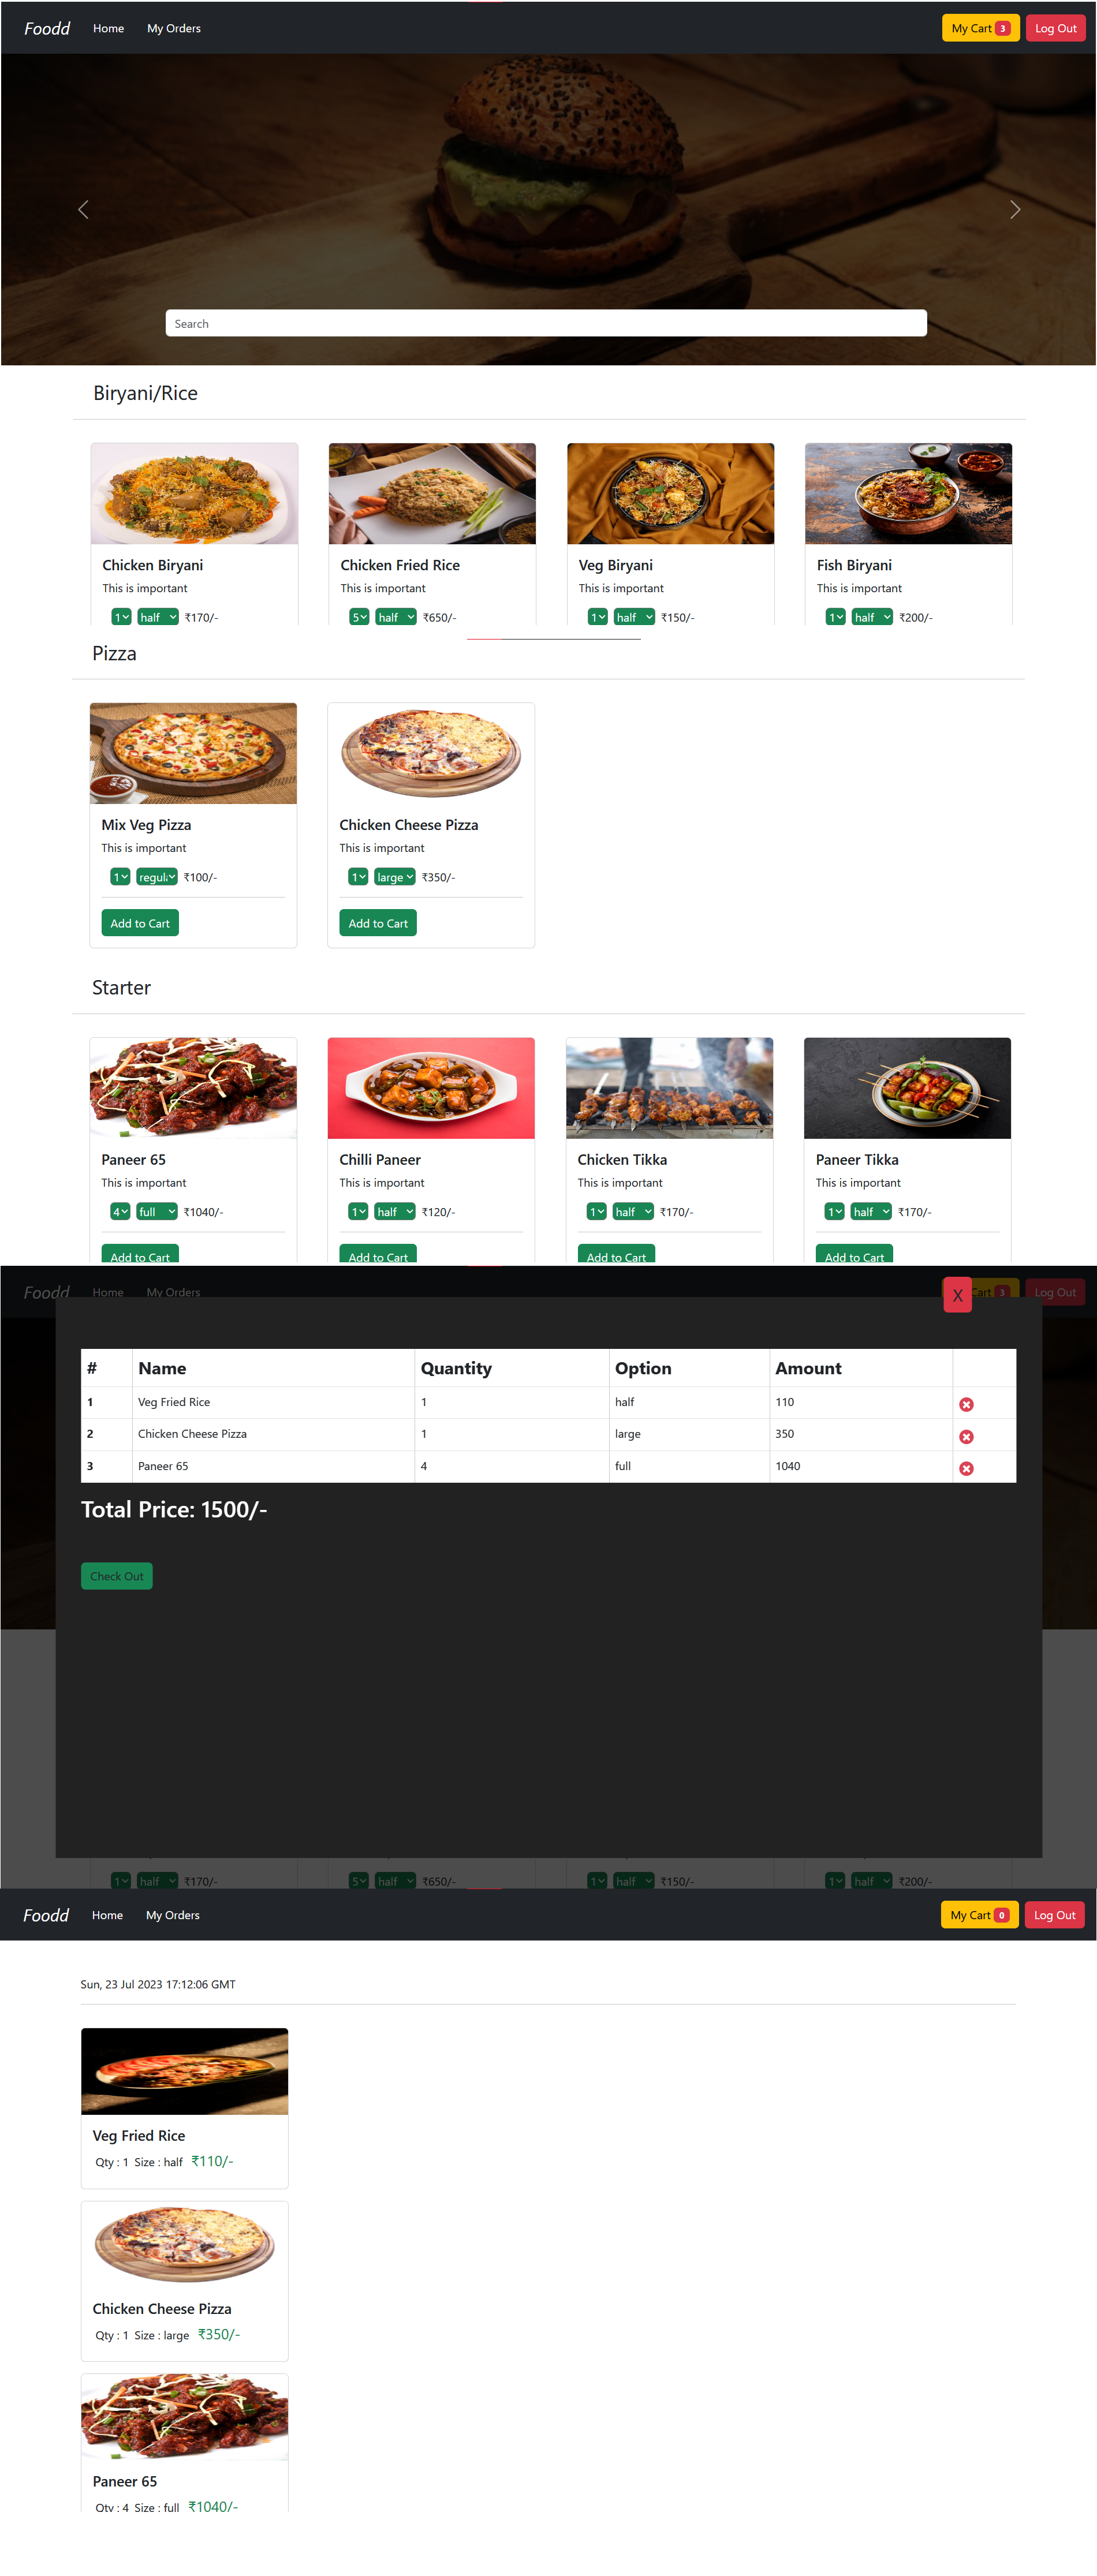 Foodd Home My Orders My Cart 3 Log Out
Search
Biryani/Rice
Chicken Biryani Chicken Fried Rice Veg Biryani Fish Biryani
This is important This is important This is important This is important
1 half ₹170/- 5 half ₹650/- 1 half ₹150/- 1 half ₹200/-
Pizza
Mix Veg Pizza Chicken Cheese Pizza
This is important This is important
1 regul ₹100/- 1 large ₹350/-
Add to Cart Add to Cart
Starter
Paneer 65 Chilli Paneer Chicken Tikka Paneer Tikka
This is important This is important This is important This is important
4 full ₹1040/- 1 half ₹120/- 1 half ₹170/- 1 half ₹170/-
Add to Cart Add to Cart Add to Cart Add to Cart
Foodd Home My Orders X Cart 3 Log Out
# Name Quantity Option Amount
1 Veg Fried Rice 1 half 110
2 Chicken Cheese Pizza 1 large 350
3 Paneer 65 4 full 1040
Total Price: 1500/-
Check Out
1 half ₹170/- 5 half ₹650/- 1 half ₹150/- 1 half ₹200/-
Foodd Home My Orders My Cart 0 Log Out
Sun, 23 Jul 2023 17:12:06 GMT
Veg Fried Rice
Qty : 1 Size : half ₹110/-
Chicken Cheese Pizza
Qty : 1 Size : large ₹350/-
Paneer 65
Qty : 4 Size : full ₹1040/-